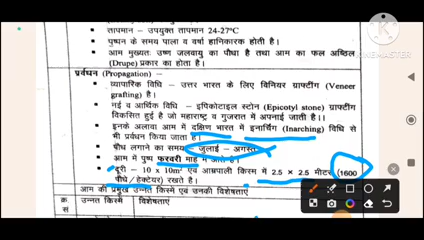 • तापमान – उपयुक्त तापमान 24-27°C
• पुष्पन के समय पाला व वर्षा हानिकारक होती है।
• आम मुख्यतः उष्ण जलवायु का पौधा है तथा आम का फल अष्ठिल (Drupe) प्रकार का होता है।
प्रवर्धन (Propagation) –
• व्यापारिक विधि – उत्तर भारत के लिए विनियर ग्राफ्टिंग (Veneer grafting) है।
• नई व आर्थिक विधि – इपिकोटाइल स्टोन (Epicotyl stone) ग्राफ्टिंग विकसित हुई है जो महाराष्ट्र व गुजरात में अपनाई जाती है।।
• इनके अलावा आम में दक्षिण भारत में इनार्चिंग (Inarching) विधि से भी प्रवर्धन किया जाता है।
• पौध लगाने का समय – जुलाई – अगस्त
• आम में पुष्प फरवरी माह में आते है।
• दूरी – 10 x 10m² एवं आम्रपाली किस्म में 2.5 × 2.5 मीटर (1600
पौधे / हेक्टेयर) रखते है।
आम की प्रमुख उन्नत किस्में एवं उनकी विशेषताएं
क्र
सं
उन्नत किस्में
विशेषताएं
KINEMASTER